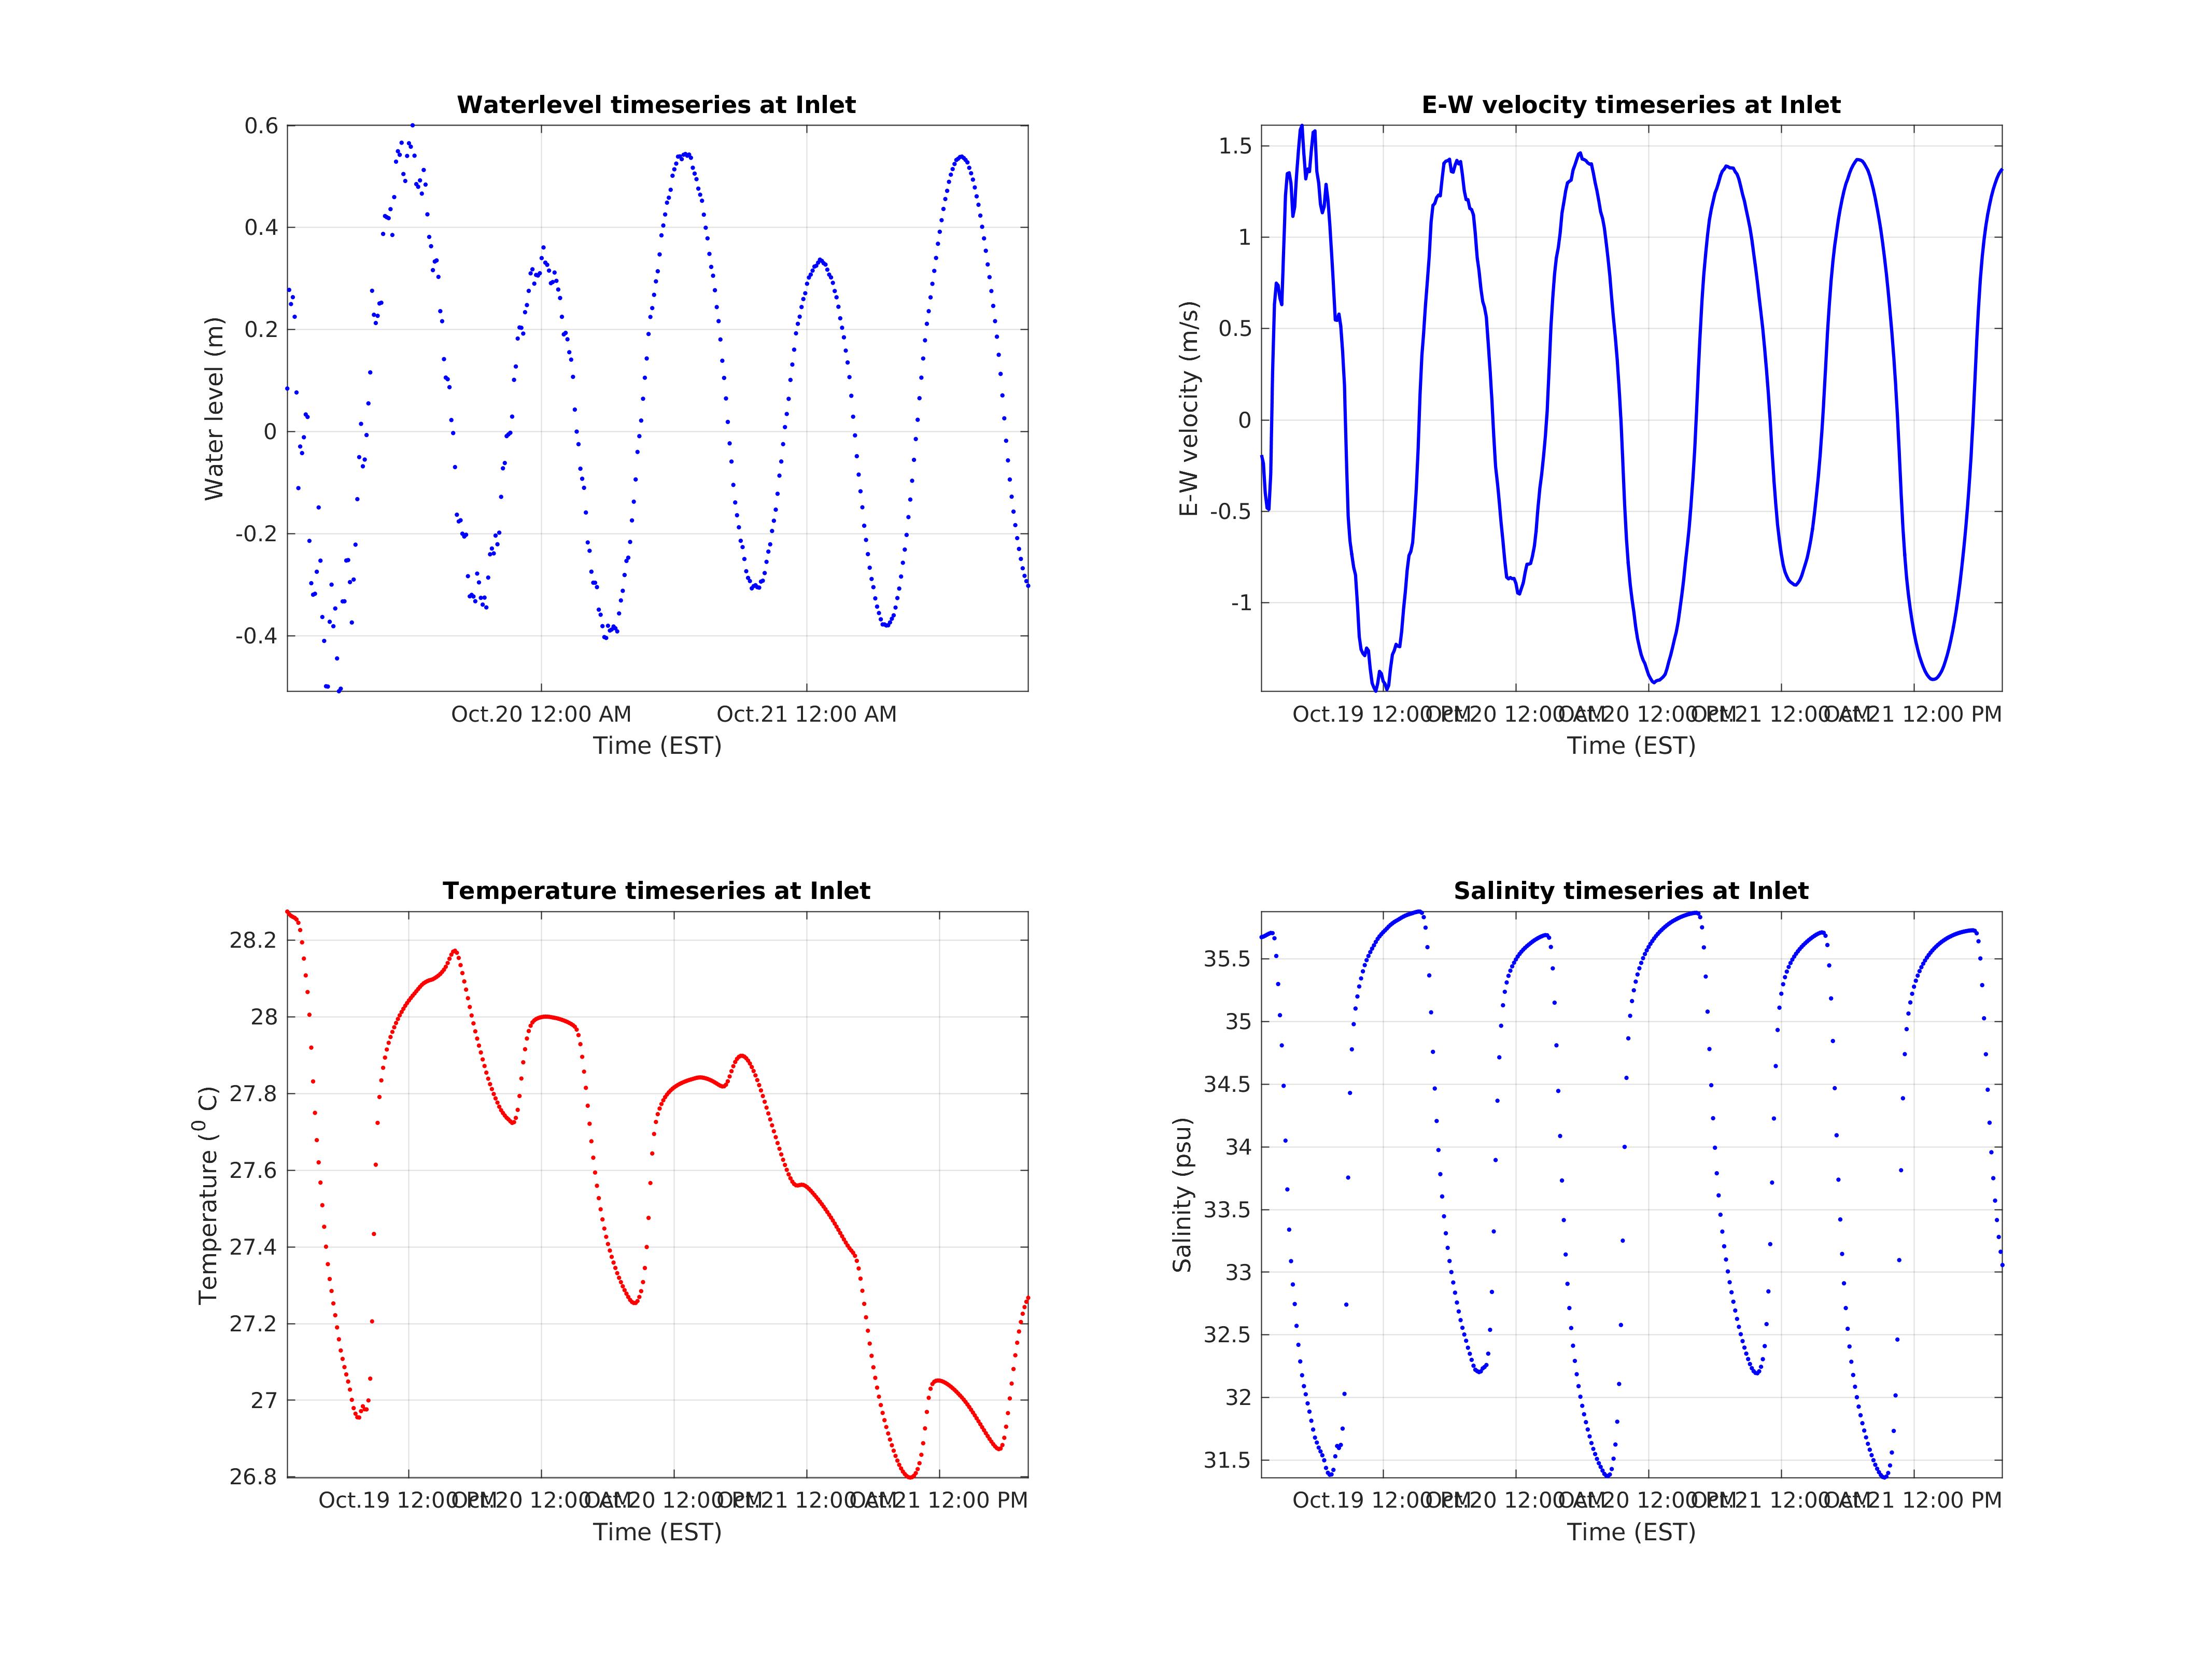 Waterlevel timeseries at Inlet
0.6
0.4
0.2
0
-0.2
-0.4
Water level (m)
Oct.20 12:00 AM
Oct.21 12:00 AM
Time (EST)
E-W velocity timeseries at Inlet
1.5
1
0.5
0
-0.5
-1
E-W velocity (m/s)
Oct.19 12:00 PM
Oct.20 12:00 AM
Oct.20 12:00 PM
Oct.21 12:00 AM
Oct.21 12:00 PM
Time (EST)
Temperature timeseries at Inlet
28.2
28
27.8
27.6
27.4
27.2
27
26.8
Temperature (⁰ C)
Oct.19 12:00 PM
Oct.20 12:00 AM
Oct.20 12:00 PM
Oct.21 12:00 AM
Oct.21 12:00 PM
Time (EST)
Salinity timeseries at Inlet
35.5
35
34.5
34
33.5
33
32.5
32
31.5
Salinity (psu)
Oct.19 12:00 PM
Oct.20 12:00 AM
Oct.20 12:00 PM
Oct.21 12:00 AM
Oct.21 12:00 PM
Time (EST)